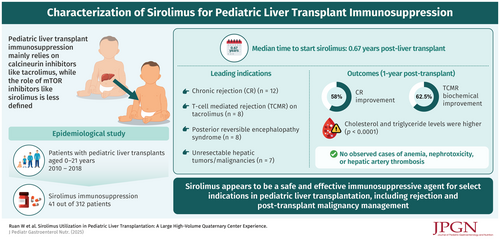 Characterization of Sirolimus for Pediatric Liver Transplant Immunosuppression
Pediatric liver transplant
immunosuppression
mainly relies on
calcineurin inhibitors
like tacrolimus, while
the role of mTOR
inhibitors like
sirolimus is less
defined
Epidemiological study
Patients with pediatric liver transplants
aged 0–21 years
2010 – 2018
Sirolimus immunosuppression
41 out of 312 patients
0.67
YEARS
Median time to start sirolimus: 0.67 years post-liver transplant
Leading indications
Chronic rejection (CR) (n = 12)
T-cell mediated rejection (TCMR) on
tacrolimus (n = 8)
Posterior reversible encephalopathy
syndrome (n = 8)
Unresectable hepatic
tumors/malignancies (n = 7)
Outcomes (1-year post-transplant)
58%
CR
improvement
62.5%
TCMR
biochemical
improvement
Cholesterol and triglyceride levels were higher
(p < 0.0001)
No observed cases of anemia, nephrotoxicity,
or hepatic artery thrombosis
Sirolimus appears to be a safe and effective immunosuppressive agent for select
indications in pediatric liver transplantation, including rejection and
post-transplant malignancy management
Ruan W et al. Sirolimus Utilization in Pediatric Liver Transplantation: A Large High-Volume Quaternary Center Experience.
J Pediatr Gastroenterol Nutr. (2025)
JPGN